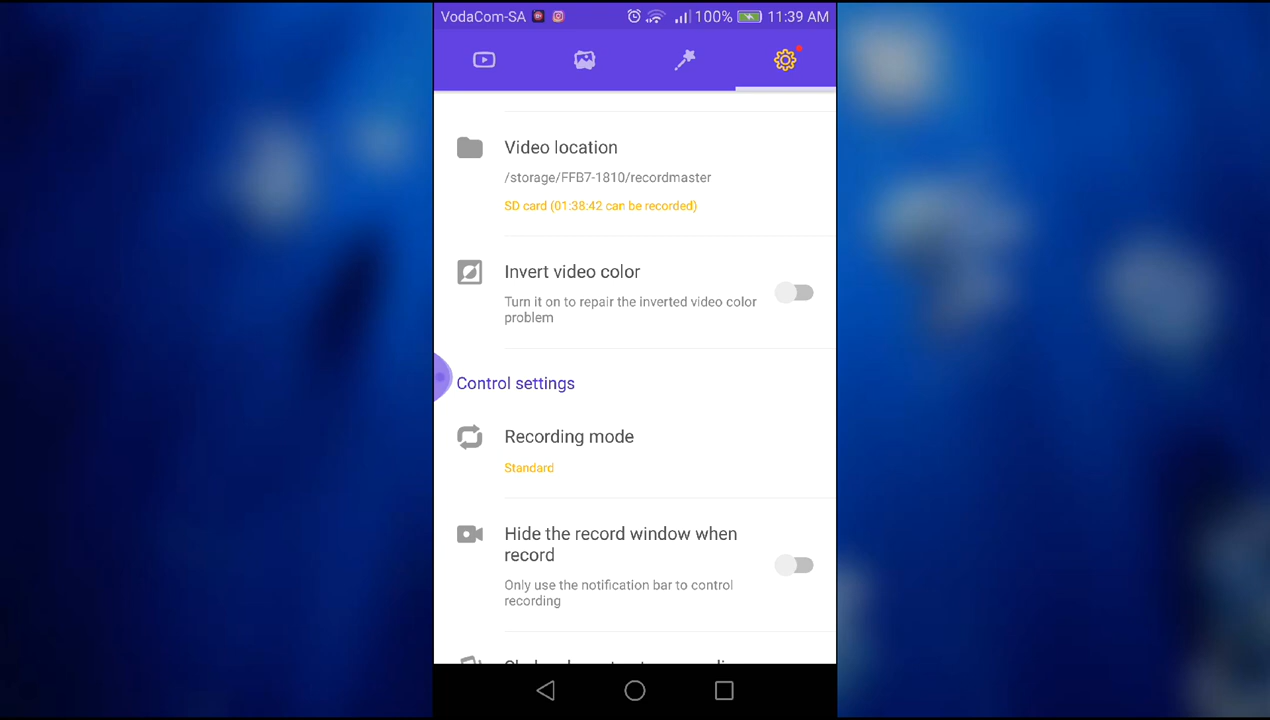 VodaCom-SA 100% 11:39 AM
Video location
/storage/FFB7-1810/recordmaster
SD card (01:38:42 can be recorded)
Invert video color
Turn it on to repair the inverted video color
problem
Control settings
Recording mode
Standard
Hide the record window when
record
Only use the notification bar to control
recording